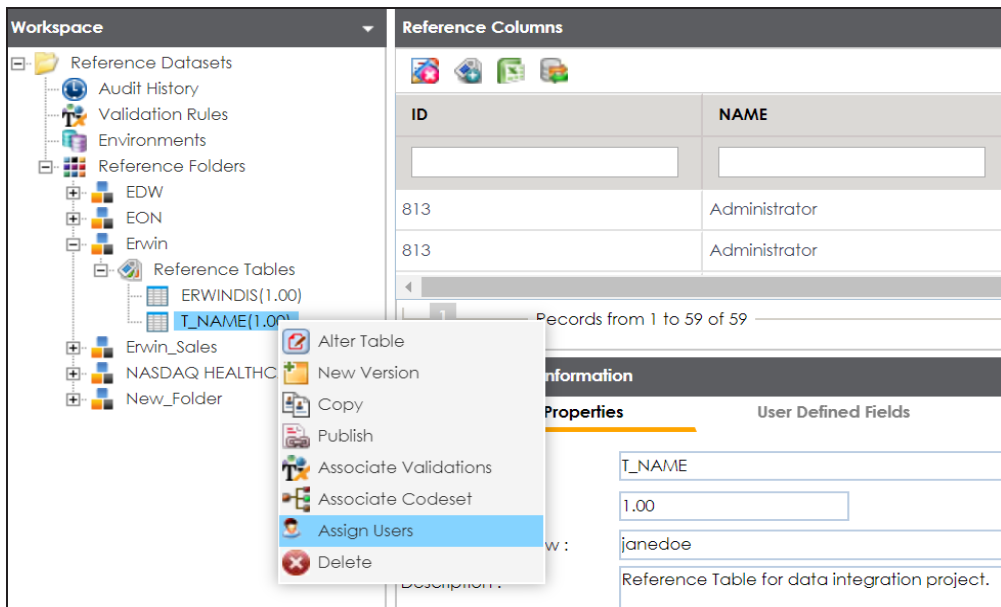 Workspace
Reference Datasets
Audit History
Validation Rules
Environments
Reference Folders
EDW
EON
Erwin
Reference Tables
ERWINDIS(1.00)
T_NAME(1.00)
Erwin_Sales
NASDAQ HEALTHC
New_Folder
Alter Table
New Version
Copy
Publish
Associate Validations
Associate Codeset
Assign Users
Delete
Reference Columns
ID NAME
813 Administrator
813 Administrator
1 Records from 1 to 59 of 59
nformation
Properties User Defined Fields
T_NAME
1.00
w : janedoe
Description : Reference Table for data integration project.